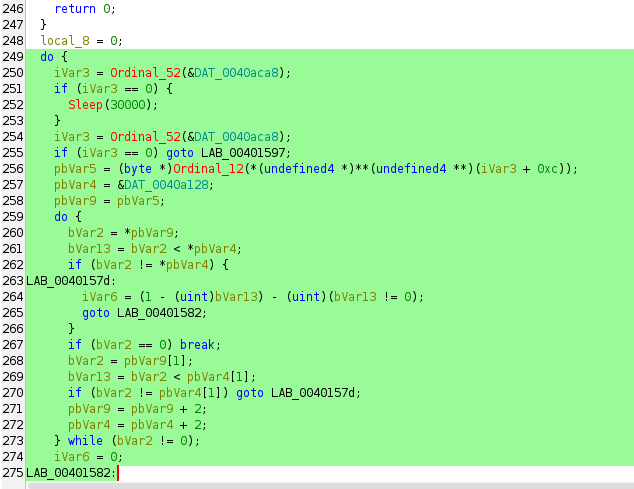 246 return 0;
247 }
248 local_8 = 0;
249 do {
250 iVar3 = Ordinal_52(&DAT_0040aca8);
251 if (iVar3 == 0) {
252 Sleep(30000);
253 }
254 iVar3 = Ordinal_52(&DAT_0040aca8);
255 if (iVar3 == 0) goto LAB_00401597;
256 pbVar5 = (byte *)Ordinal_12(*(undefined4 *)**(undefined4 **)(iVar3 + 0xc));
257 pbVar4 = &DAT_0040a128;
258 pbVar9 = pbVar5;
259 do {
260 bVar2 = *pbVar9;
261 bVar13 = bVar2 < *pbVar4;
262 if (bVar2 != *pbVar4) {
263 LAB_0040157d:
264 iVar6 = (1 - (uint)bVar13) - (uint)(bVar13 != 0);
265 goto LAB_00401582;
266 }
267 if (bVar2 == 0) break;
268 bVar2 = pbVar9[1];
269 bVar13 = bVar2 < pbVar4[1];
270 if (bVar2 != pbVar4[1]) goto LAB_0040157d;
271 pbVar9 = pbVar9 + 2;
272 pbVar4 = pbVar4 + 2;
273 } while (bVar2 != 0);
274 iVar6 = 0;
275 LAB_00401582: